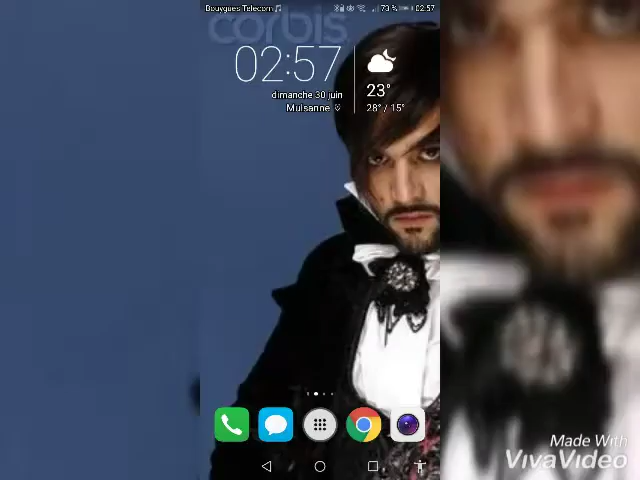 Bouygues Telecom
73 %
02:57
corbis
02:57
dimanche 30 juin
Mulsanne
23°
28° / 15°
Made With
VivaVideo